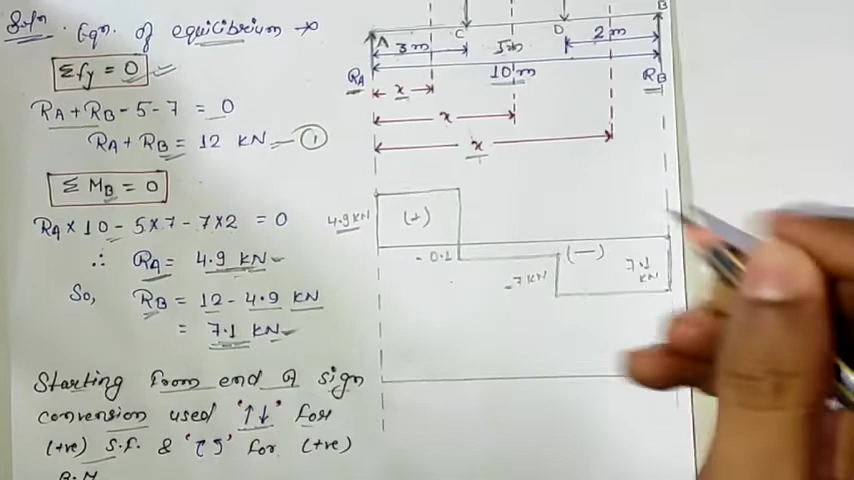 Soln. Eqn. of equilibrium →
Σfy = 0
RA + RB - 5 - 7 = 0
RA + RB = 12 KN — ①
Σ MB = 0
RA × 10 - 5×7 - 7×2 = 0
∴ RA = 4.9 KN
So, RB = 12 - 4.9 KN
= 7.1 KN
Starting from end A sign
convension used '↑↓' for
(+ve) S.F. & '↺' for (+ve)
B.M
A C D B
3m 5m 2m
10 m
RA RB
x
x
x
4.9 KN (+)
- 0.1 (—)
-7 KN 7.1
KN